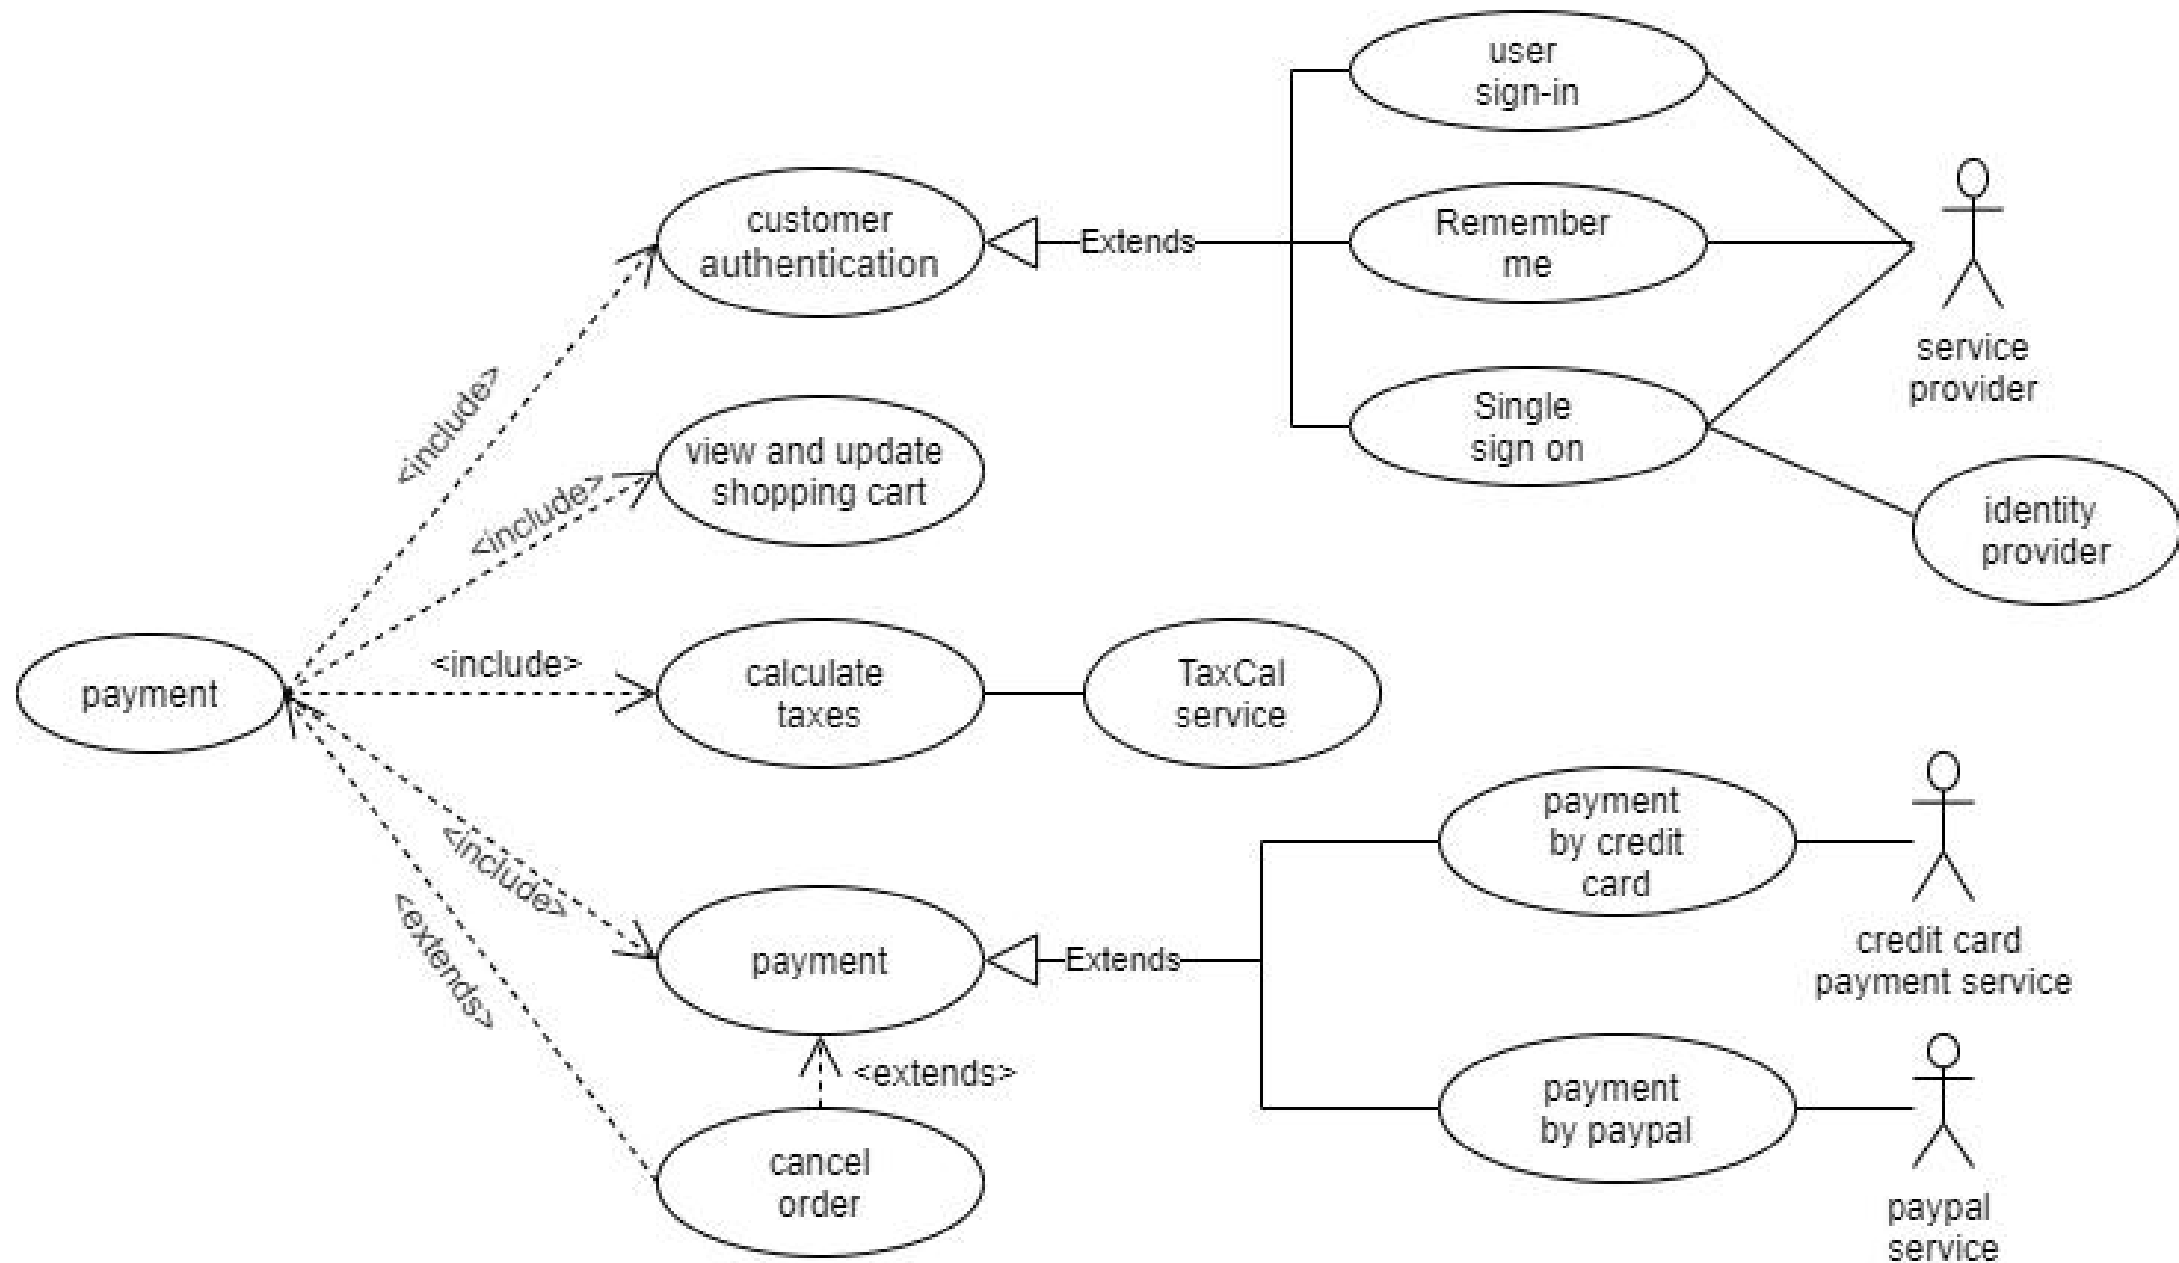 user
sign-in
customer
authentication
Extends
Remember
me
service
provider
<include>
Single
sign on
view and update
shopping cart
<include>
identity
provider
payment
<include>
calculate
taxes
TaxCal
service
<include>
<extends>
payment
Extends
payment
by credit
card
credit card
payment service
<extends>
payment
by paypal
cancel
order
paypal
service